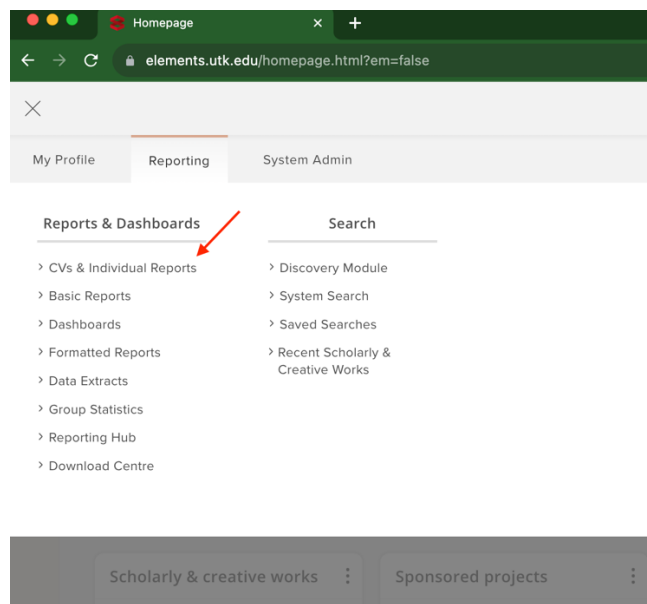 Homepage
elements.utk.edu/homepage.html?em=false
My Profile
Reporting
System Admin
Reports & Dashboards
CVs & Individual Reports
Basic Reports
Dashboards
Formatted Reports
Data Extracts
Group Statistics
Reporting Hub
Download Centre
Search
Discovery Module
System Search
Saved Searches
Recent Scholarly &
Creative Works
Scholarly & creative works
Sponsored projects